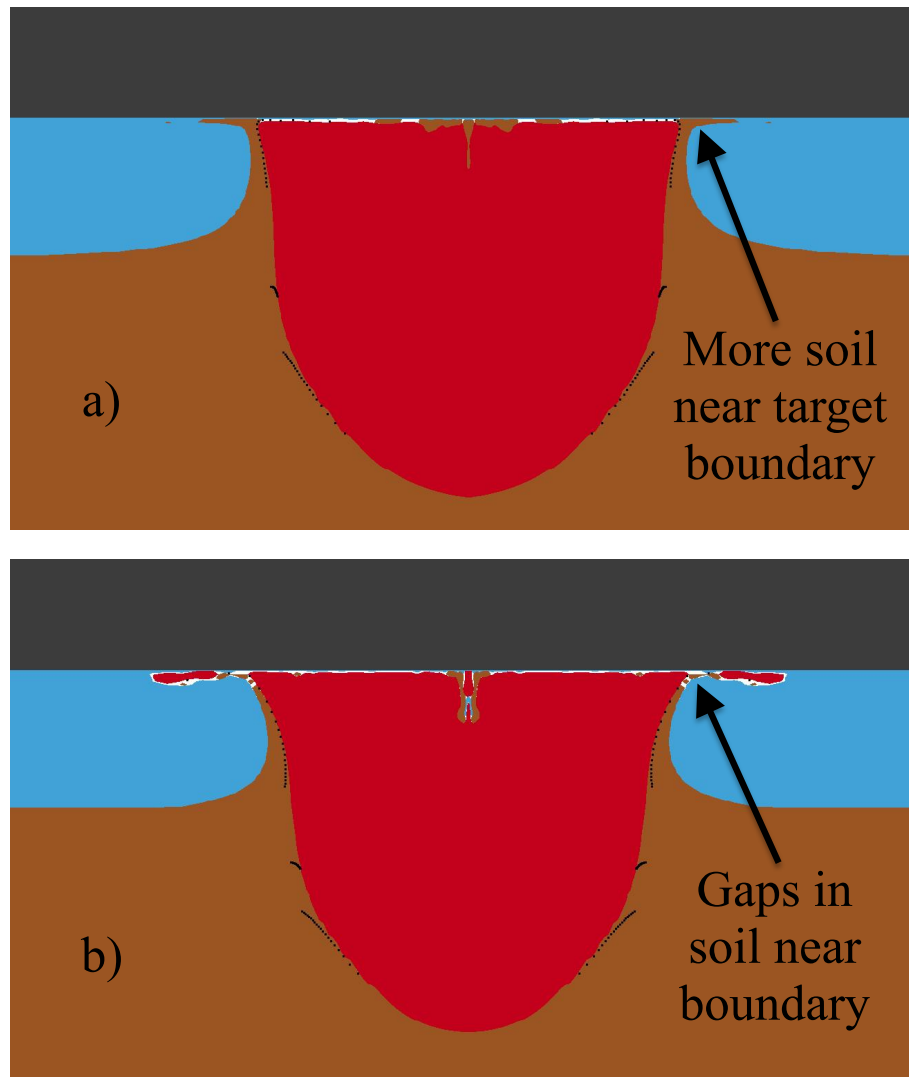 More soil
near target
boundary
a)
Gaps in
soil near
boundary
b)